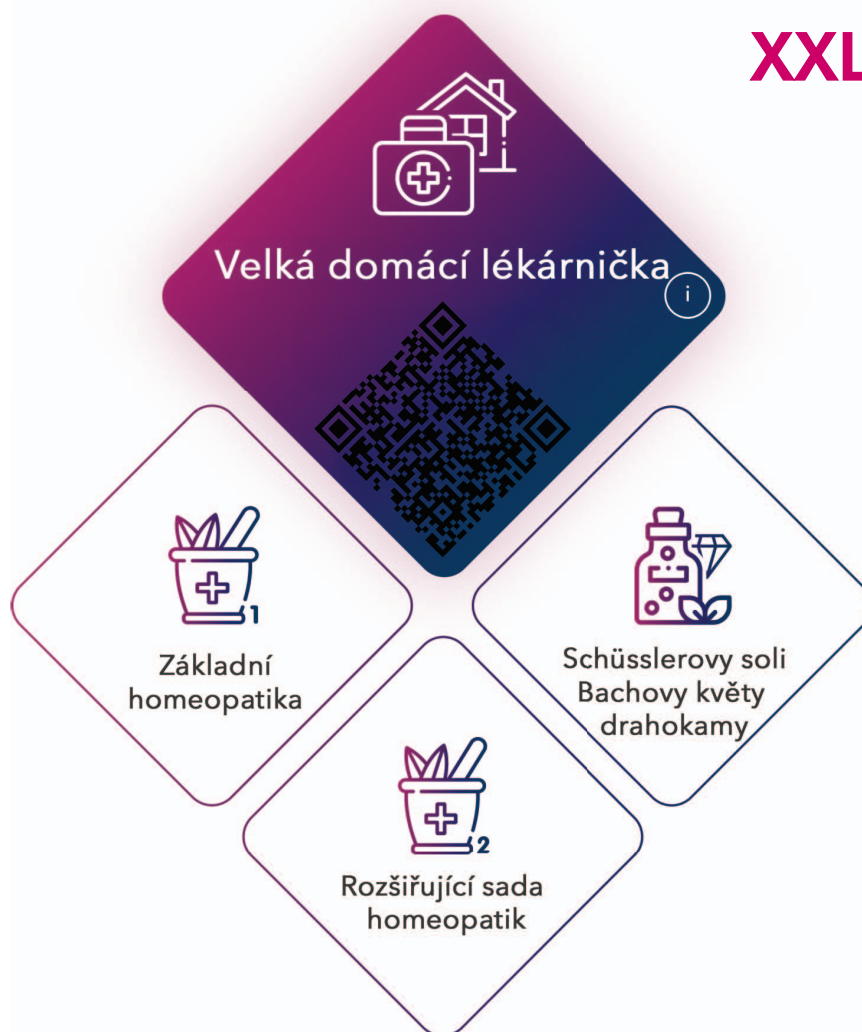 XXL
Velká domácí lékárnička
i
1
Základní
homeopatika
Schüsslerovy soli
Bachovy květy
drahokamy
2
Rozšiřující sada
homeopatik